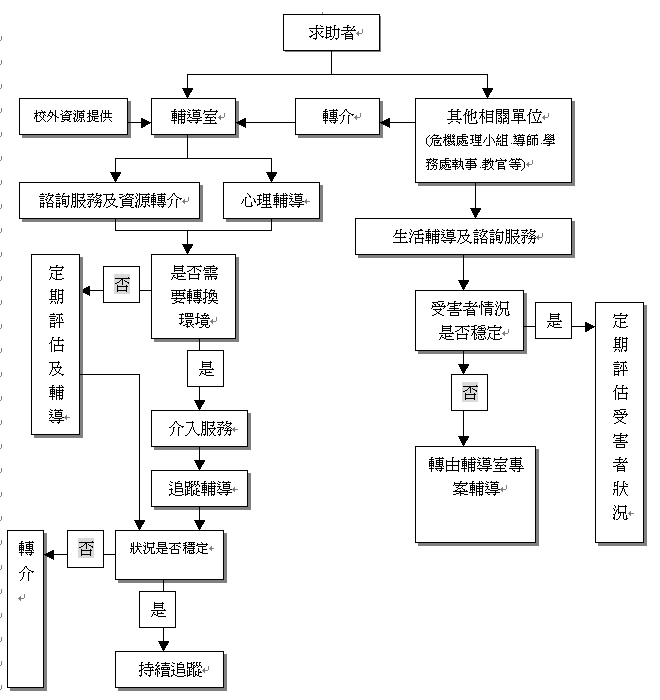 求助者
校外資源提供
輔導室
轉介
其他相關單位
(危機處理小組.導師.學
務處執事.教官等)
諮詢服務及資源轉介
心理輔導
生活輔導及諮詢服務
定期評估及輔導
否
是否需
要轉換
環境
受害者情況
是否穩定
是
定期評估受害者狀況
是
否
介入服務
轉由輔導室專
案輔導
追蹤輔導
轉介
否
狀況是否穩定
是
持續追蹤